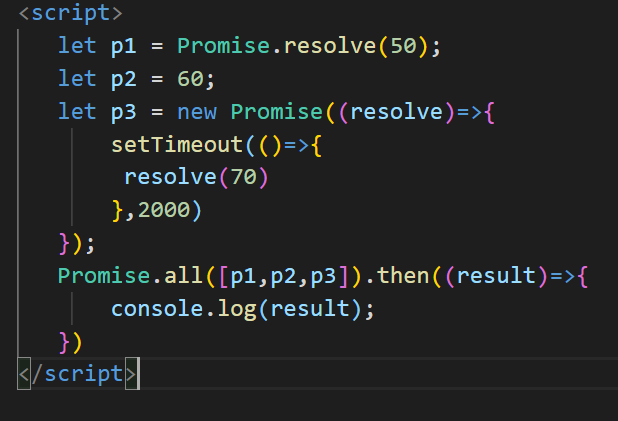 <script>
let p1 = Promise.resolve(50);
let p2 = 60;
let p3 = new Promise((resolve)=>{
setTimeout(()=>{
resolve(70)
},2000)
});
Promise.all([p1,p2,p3]).then((result)=>{
console.log(result);
})
</script>